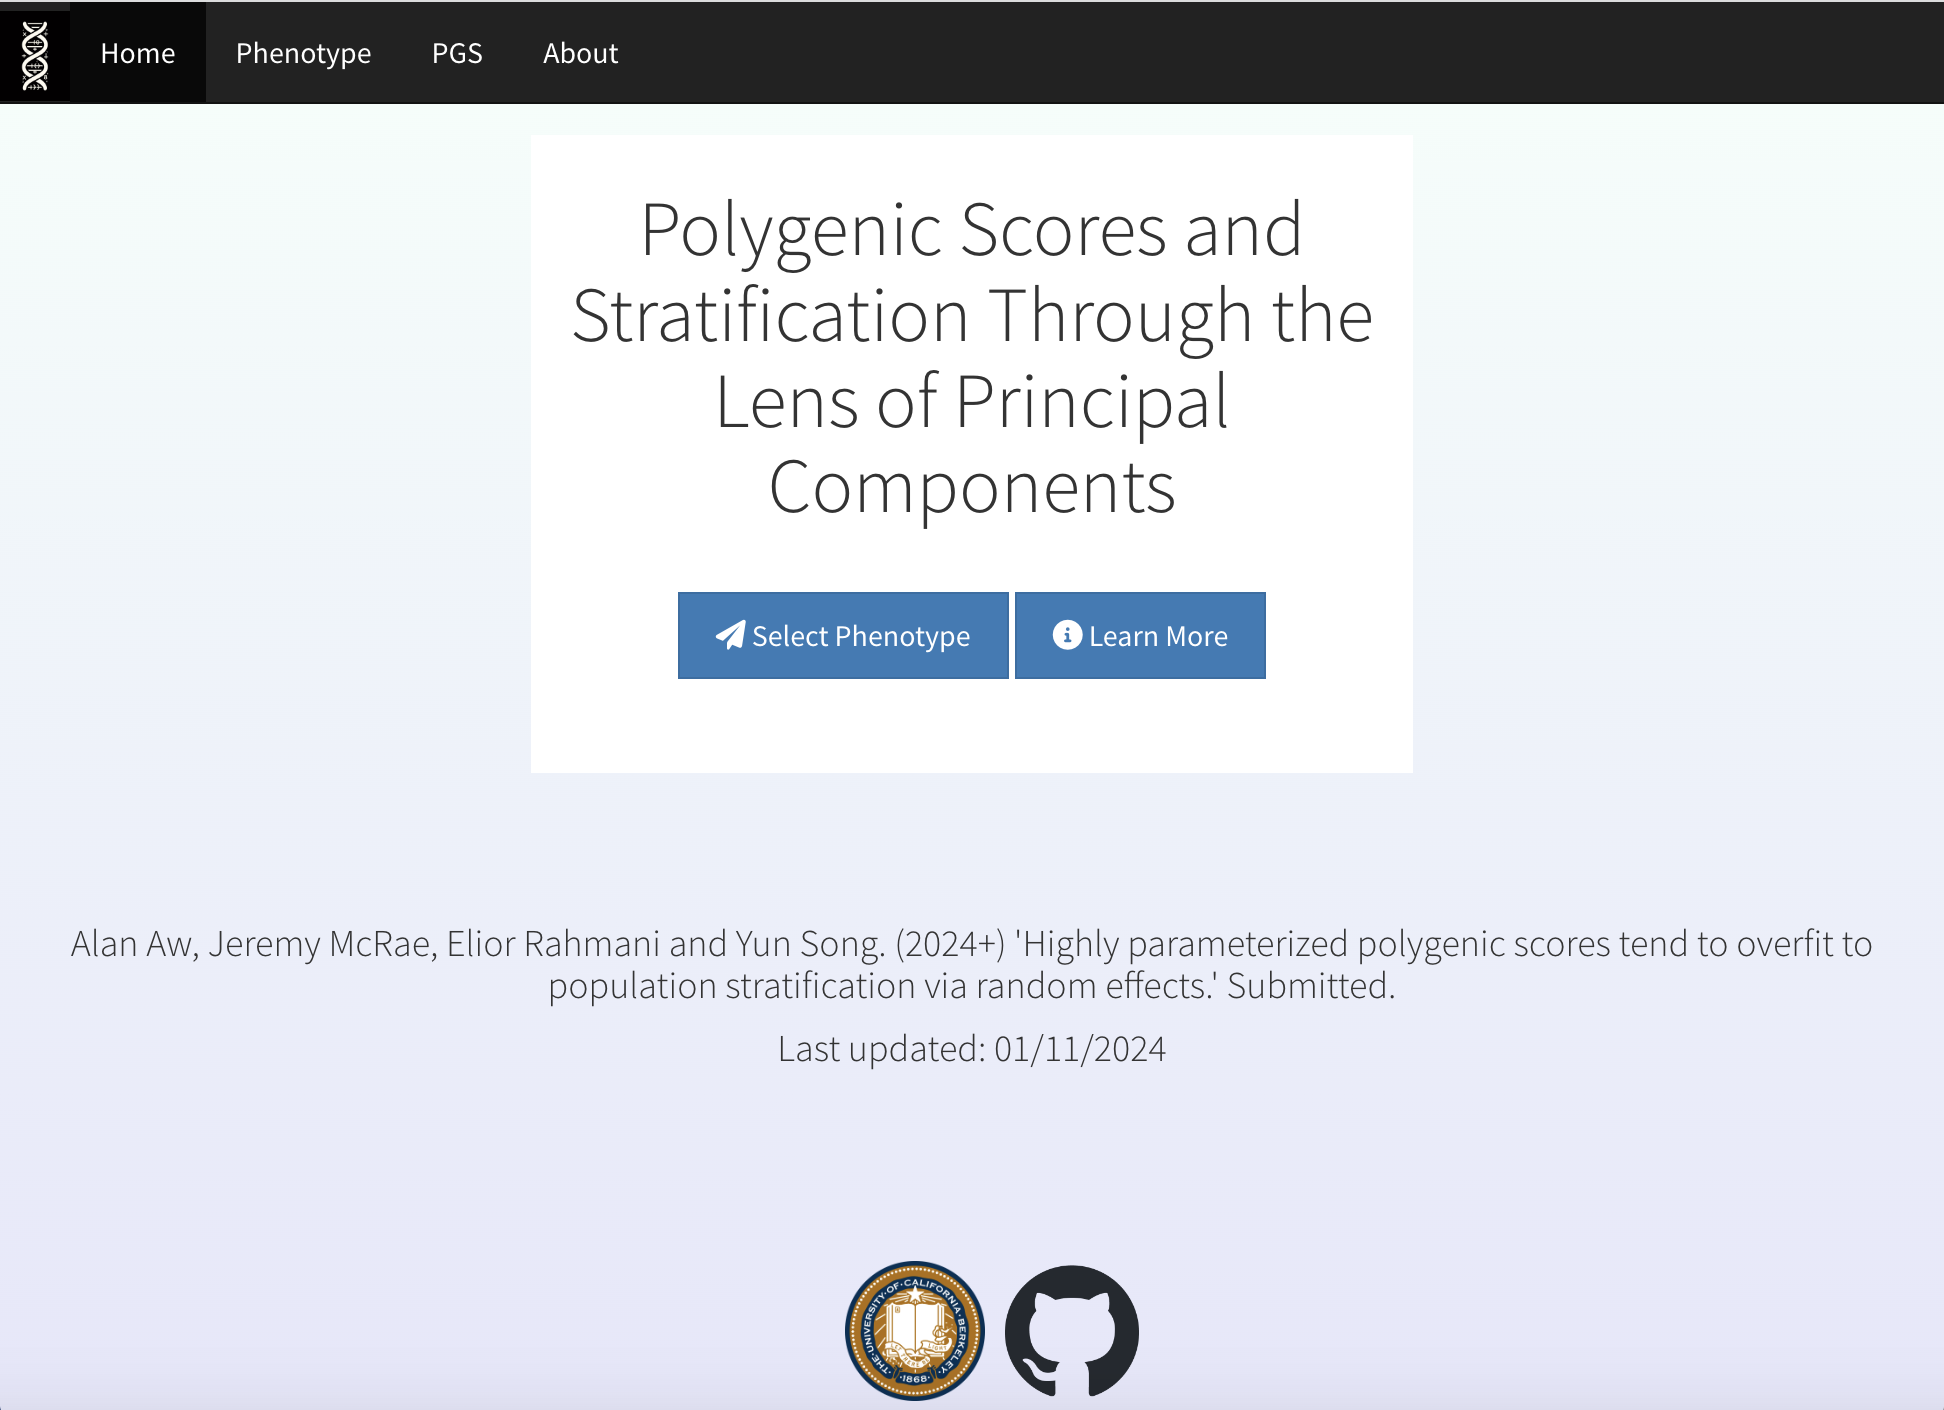 Home Phenotype PGS About
Polygenic Scores and
Stratification Through the
Lens of Principal
Components
Select Phenotype Learn More
Alan Aw, Jeremy McRae, Elior Rahmani and Yun Song. (2024+) 'Highly parameterized polygenic scores tend to overfit to
population stratification via random effects.' Submitted.
Last updated: 01/11/2024
THE·UNIVERSITY·OF·CALIFORNIA·BERKELEY
·1868·